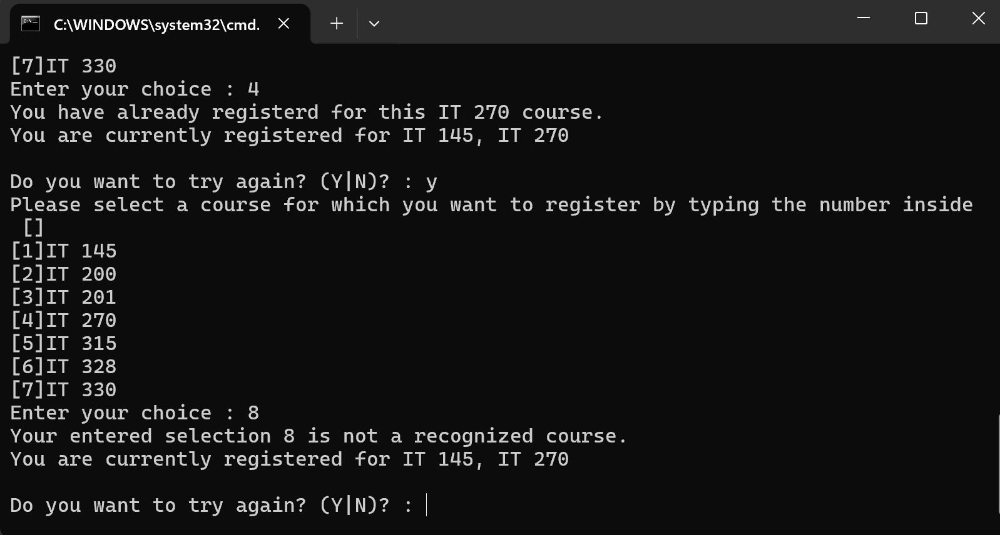 C:\WINDOWS\system32\cmd.
[7]IT 330
Enter your choice : 4
You have already registerd for this IT 270 course.
You are currently registered for IT 145, IT 270
Do you want to try again? (Y|N)? : y
Please select a course for which you want to register by typing the number inside
[]
[1]IT 145
[2]IT 200
[3]IT 201
[4]IT 270
[5]IT 315
[6]IT 328
[7]IT 330
Enter your choice : 8
Your entered selection 8 is not a recognized course.
You are currently registered for IT 145, IT 270
Do you want to try again? (Y|N)? :